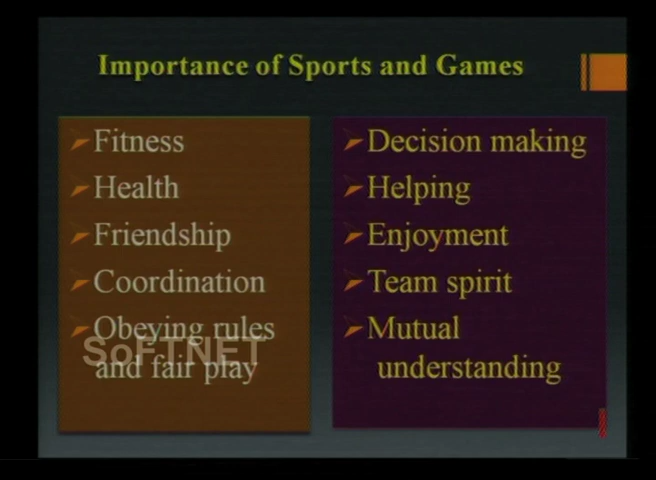 Importance of Sports and Games
Fitness
Health
Friendship
Coordination
Obeying rules
and fair play
SoFTNET
Decision making
Helping
Enjoyment
Team spirit
Mutual
understanding